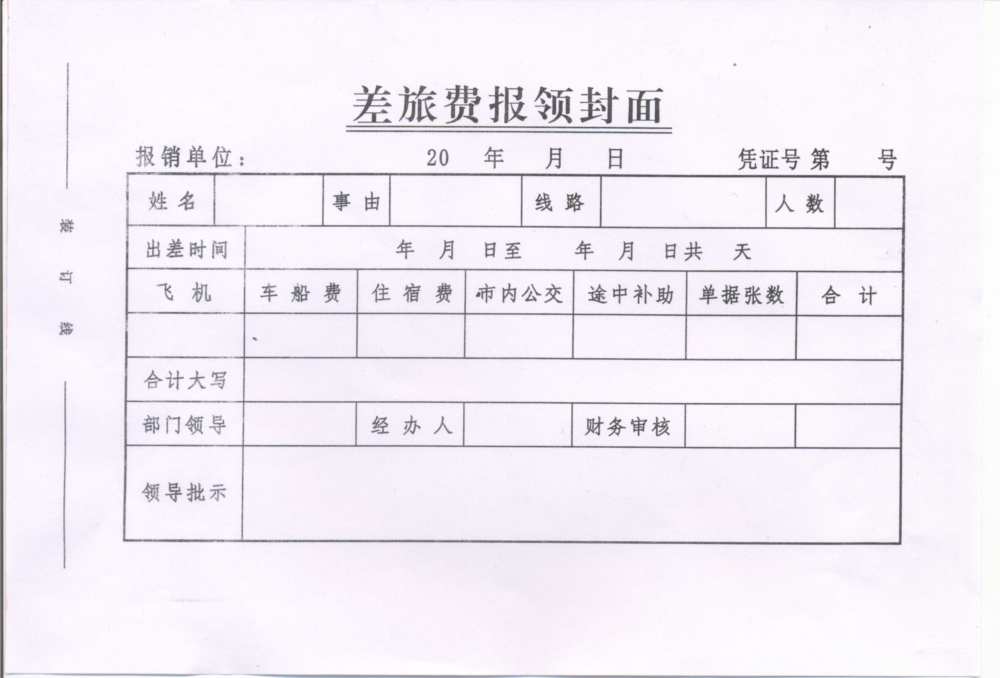 差旅费报领封面
报销单位： 20 年 月 日 凭证号 第 号
姓名 事由 线路 人数
出差时间 年 月 日至 年 月 日共 天
飞机 车船费 住宿费 市内公交 途中补助 单据张数 合计
合计大写
部门领导 经办人 财务审核
领导批示
装订线